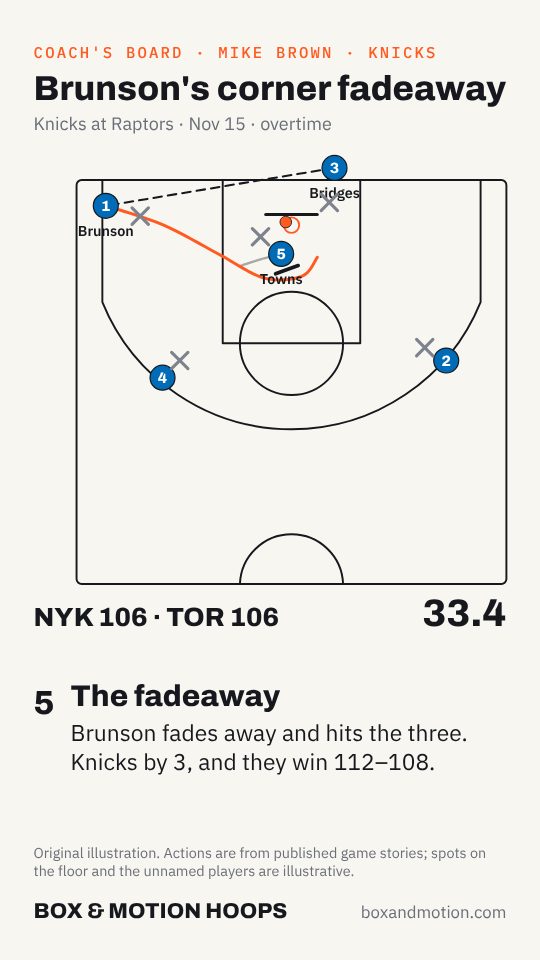 COACH'S BOARD · MIKE BROWN · KNICKS
Brunson's corner fadeaway
Knicks at Raptors · Nov 15 · overtime
3
Bridges
1
Brunson
5
Towns
4
2
NYK 106 · TOR 106
33.4
5 The fadeaway
Brunson fades away and hits the three.
Knicks by 3, and they win 112–108.
Original illustration. Actions are from published game stories; spots on
the floor and the unnamed players are illustrative.
BOX & MOTION HOOPS
boxandmotion.com